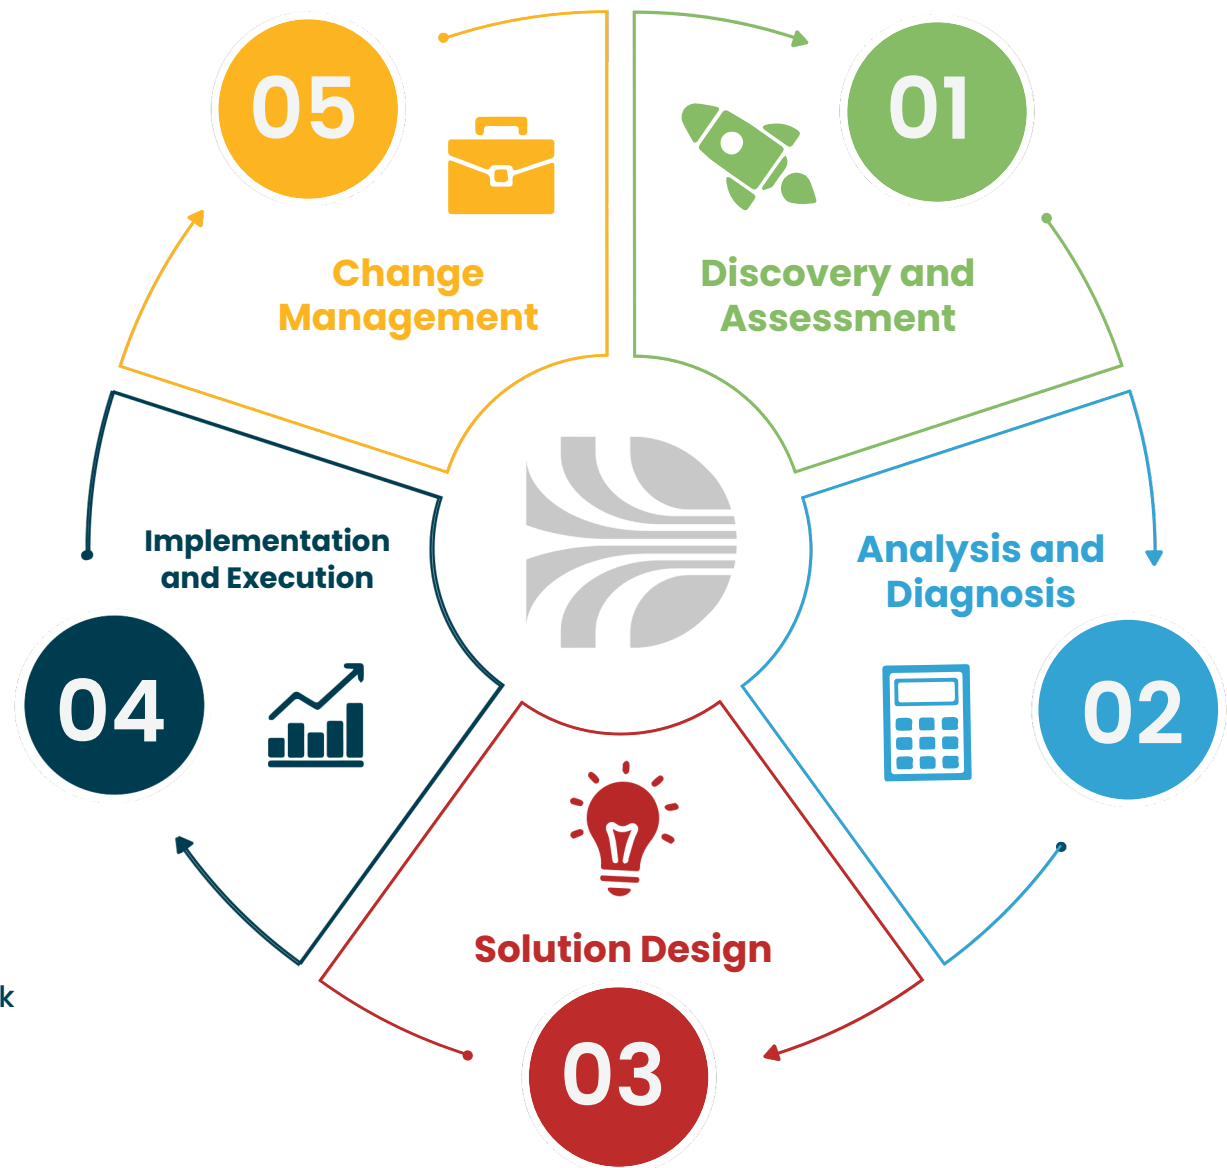 01
Discovery and
Assessment
02
Analysis and
Diagnosis
03
Solution Design
04
Implementation
and Execution
05
Change
Management
k